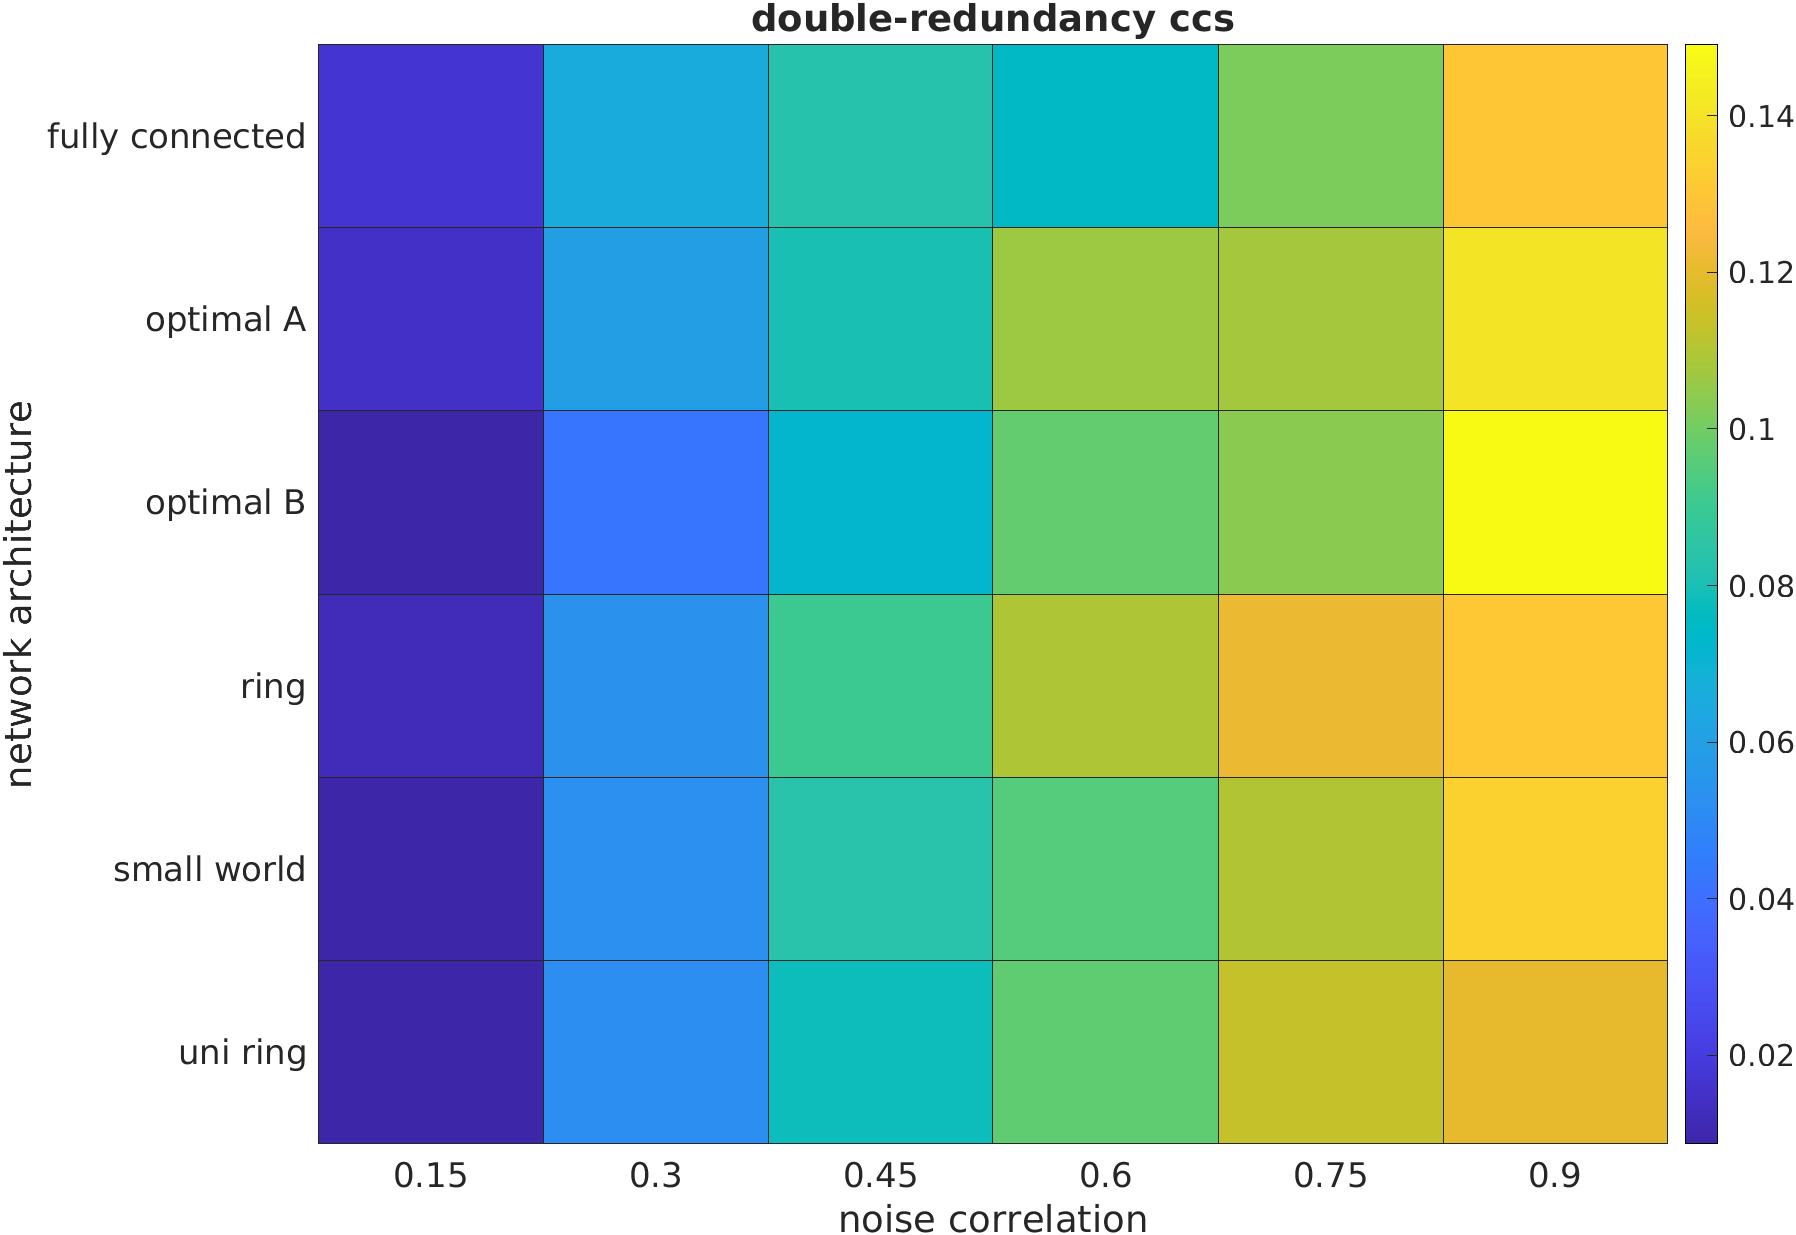 double-redundancy ccs
network architecture
fully connected
optimal A
optimal B
ring
small world
uni ring
0.15 0.3 0.45 0.6 0.75 0.9
noise correlation
0.14
0.12
0.1
0.08
0.06
0.04
0.02